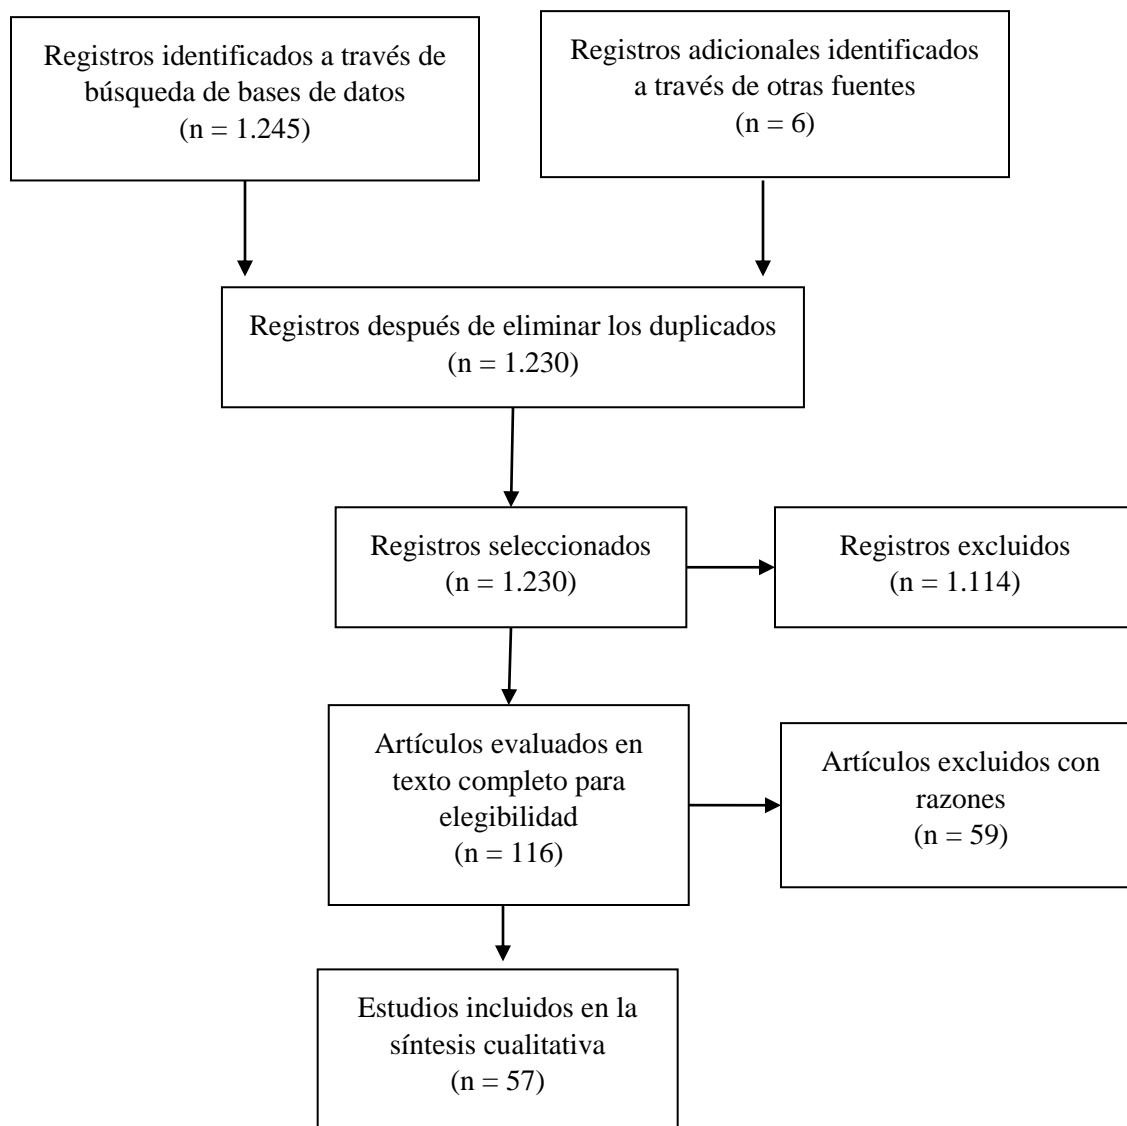 Registros identificados a través de
búsqueda de bases de datos
(n = 1.245)
Registros adicionales identificados
a través de otras fuentes
(n = 6)
Registros después de eliminar los duplicados
(n = 1.230)
Registros seleccionados
(n = 1.230)
Registros excluidos
(n = 1.114)
Artículos evaluados en
texto completo para
elegibilidad
(n = 116)
Artículos excluidos con
razones
(n = 59)
Estudios incluidos en la
síntesis cualitativa
(n = 57)